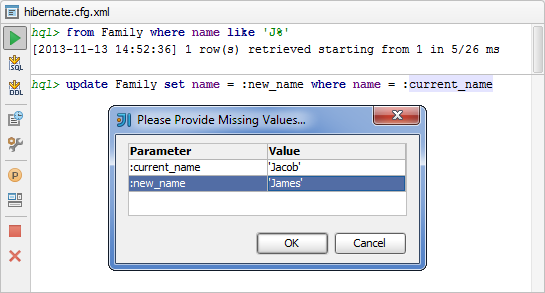 hibernate.cfg.xml
hql> from Family where name like 'J%'
[2013-11-13 14:52:36] 1 row(s) retrieved starting from 1 in 5/26 ms
hql> update Family set name = :new_name where name = :current_name
SQL
DDL
P
JI
Please Provide Missing Values...
Parameter Value
:current_name 'Jacob'
:new_name 'James'
OK Cancel